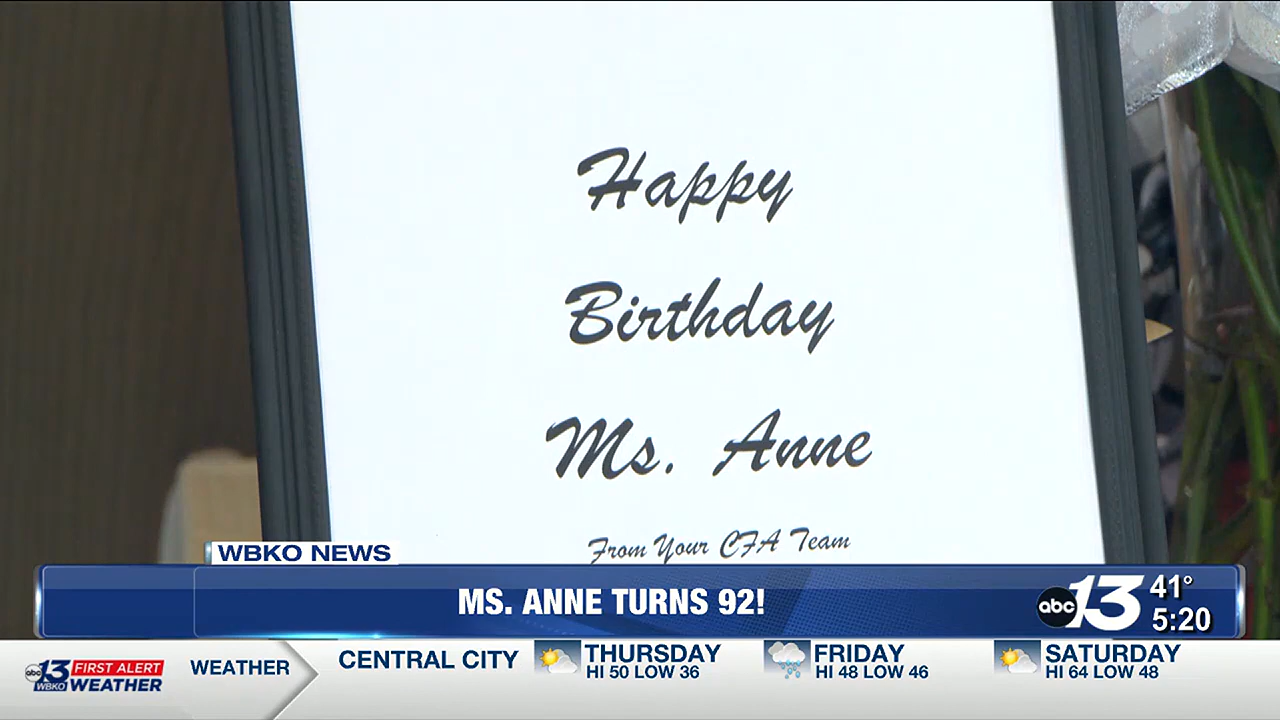 Happy
Birthday
Ms. Anne
From Your CFA Team
WBKO NEWS
MS. ANNE TURNS 92!
abc 13
41°
5:20
abc 13 WBKO FIRST ALERT WEATHER
WEATHER
CENTRAL CITY
THURSDAY
HI 50 LOW 36
FRIDAY
HI 48 LOW 46
SATURDAY
HI 64 LOW 48